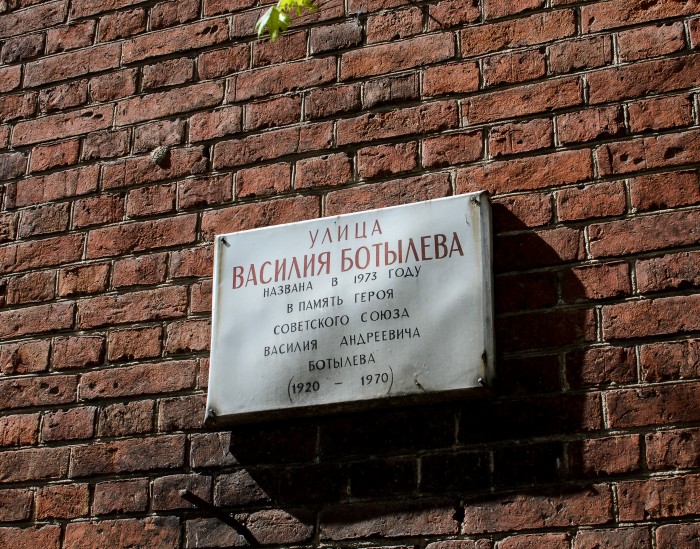 УЛИЦА
ВАСИЛИЯ БОТЫЛЕВА
НАЗВАНА В 1973 ГОДУ
В ПАМЯТЬ ГЕРОЯ
СОВЕТСКОГО СОЮЗА
ВАСИЛИЯ АНДРЕЕВИЧА
БОТЫЛЕВА
(1920 – 1970)